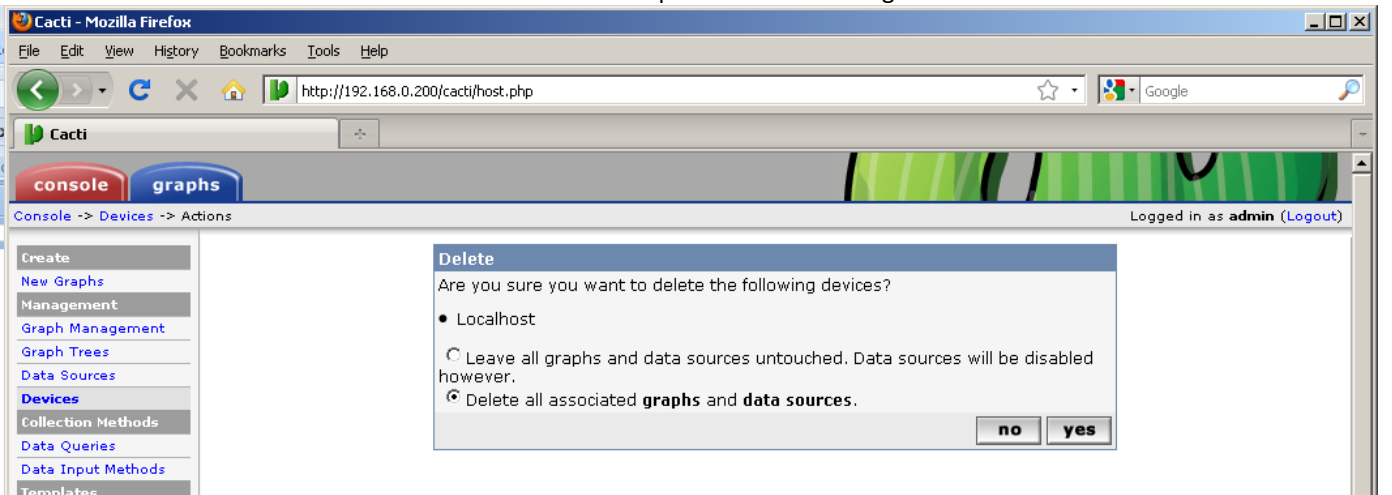 Cacti - Mozilla Firefox
File Edit View History Bookmarks Tools Help
http://192.168.0.200/cacti/host.php
Google
Cacti
console graphs
Console -> Devices -> Actions
Logged in as admin (Logout)
Create
New Graphs
Management
Graph Management
Graph Trees
Data Sources
Devices
Collection Methods
Data Queries
Data Input Methods
Templates
Delete
Are you sure you want to delete the following devices?
• Localhost
Leave all graphs and data sources untouched. Data sources will be disabled
however.
Delete all associated graphs and data sources.
no yes